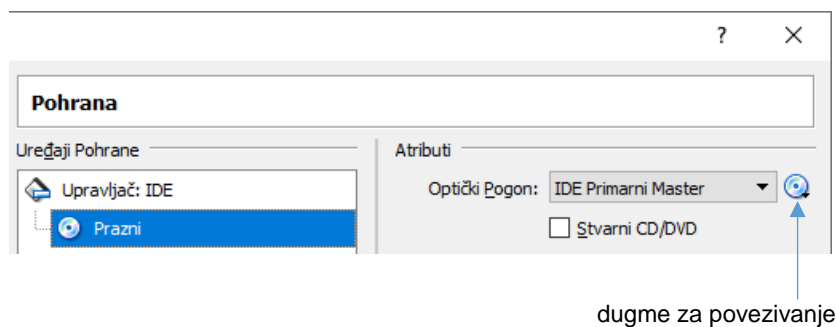 ?
Pohrana
Uređaji Pohrane
Atributi
Upravljač: IDE
Optički Pogon: IDE Primarni Master
Prazni
Stvarni CD/DVD
dugme za povezivanje